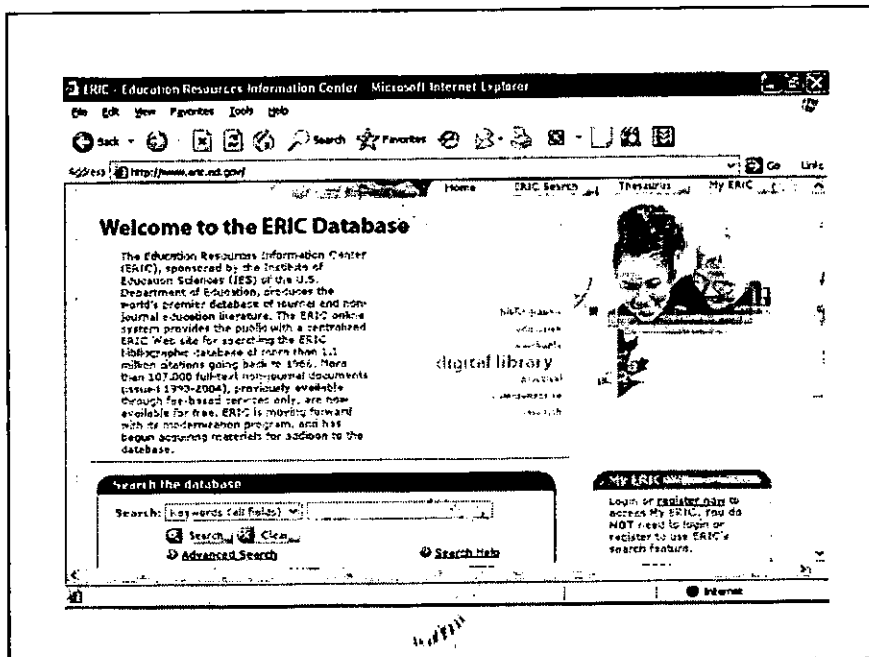 ERIC - Education Resources Information Center - Microsoft Internet Explorer
File Edit View Favorites Tools Help
Back Search Favorites
Address http://www.eric.ed.gov/ Go Links
Home ERIC Search Thesaurus My ERIC
Welcome to the ERIC Database
The Education Resources Information Center
(ERIC), sponsored by the Institute of
Education Sciences (IES) of the U.S.
Department of Education, produces the
world's premier database of journal and non-
journal education literature. The ERIC online
system provides the public with a centralized
ERIC Web site for searching the ERIC
bibliographic database of more than 1.1
million citations going back to 1966. More
than 107,000 full-text non-journal documents
(issued 1993-2004), previously available
through fee-based services only, are now
available for free. ERIC is moving forward
with its modernization program, and has
begun acquiring materials for addition to the
database.
digital library
Search the database
Search: Keywords (all fields)
Search Clear
Advanced Search Search Help
My ERIC
Login or register now to
access My ERIC. You do
NOT need to login or
register to use ERIC's
search feature.
Internet